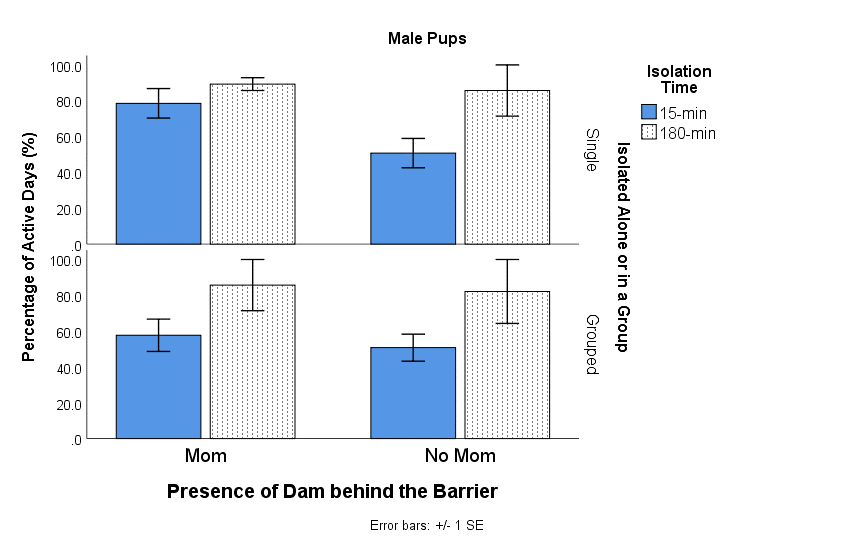 Male Pups
Percentage of Active Days (%)
100.0
80.0
60.0
40.0
20.0
.0
100.0
80.0
60.0
40.0
20.0
.0
Mom
No Mom
Presence of Dam behind the Barrier
Error bars: +/- 1 SE
Single
Grouped
Isolated Alone or in a Group
Isolation
Time
15-min
180-min